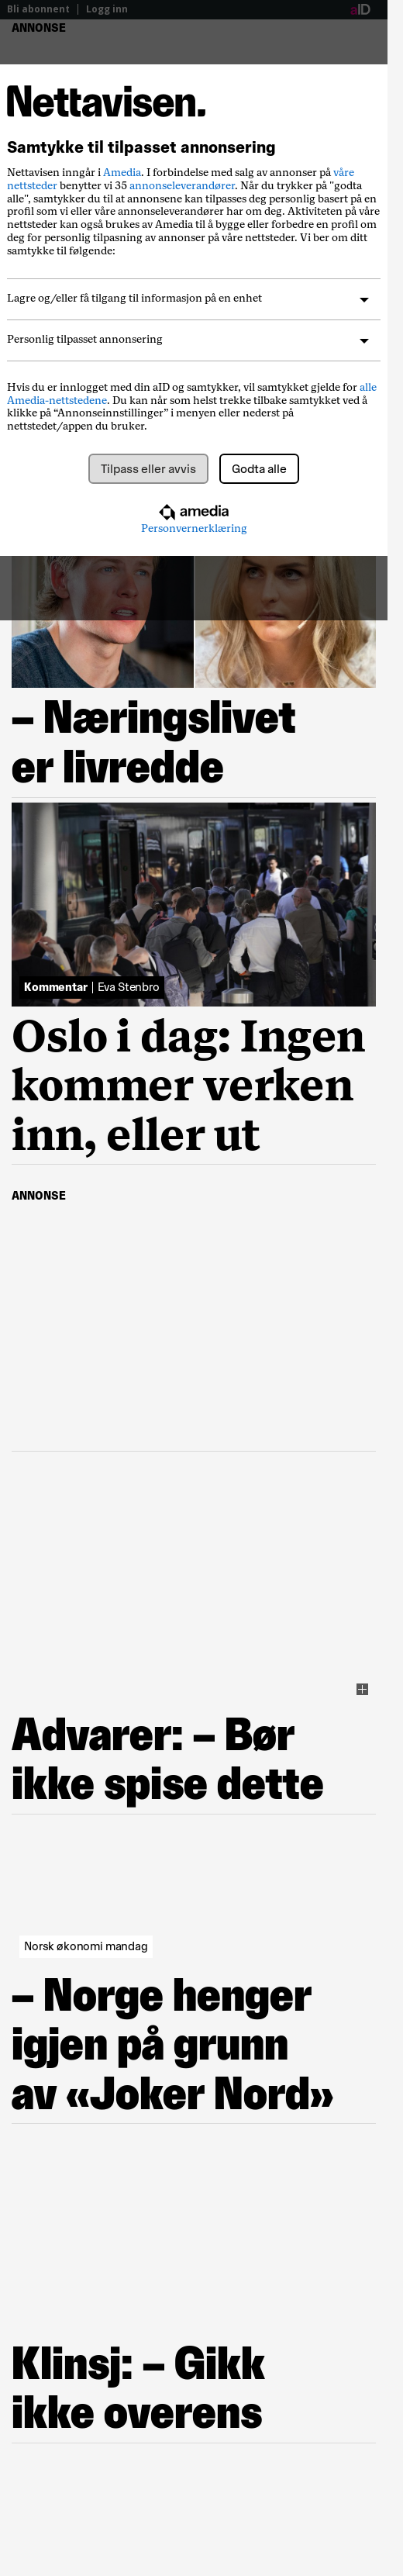 Bli abonnent | Logg inn
aID
ANNONSE
Nettavisen.
Samtykke til tilpasset annonsering
Nettavisen inngår i Amedia. I forbindelse med salg av annonser på våre
nettsteder benytter vi 35 annonseleverandører. Når du trykker på "godta
alle", samtykker du til at annonsene kan tilpasses deg personlig basert på en
profil som vi eller våre annonseleverandører har om deg. Aktiviteten på våre
nettsteder kan også brukes av Amedia til å bygge eller forbedre en profil om
deg for personlig tilpasning av annonser på våre nettsteder. Vi ber om ditt
samtykke til følgende:
Lagre og/eller få tilgang til informasjon på en enhet
Personlig tilpasset annonsering
Hvis du er innlogget med din aID og samtykker, vil samtykket gjelde for alle
Amedia-nettstedene. Du kan når som helst trekke tilbake samtykket ved å
klikke på “Annonseinnstillinger” i menyen eller nederst på
nettstedet/appen du bruker.
Tilpass eller avvis
Godta alle
amedia
Personvernerklæring
– Næringslivet
er livredde
Kommentar | Eva Stenbro
Oslo i dag: Ingen
kommer verken
inn, eller ut
ANNONSE
Advarer: – Bør
ikke spise dette
Norsk økonomi mandag
– Norge henger
igjen på grunn
av «Joker Nord»
Klinsj: – Gikk
ikke overens